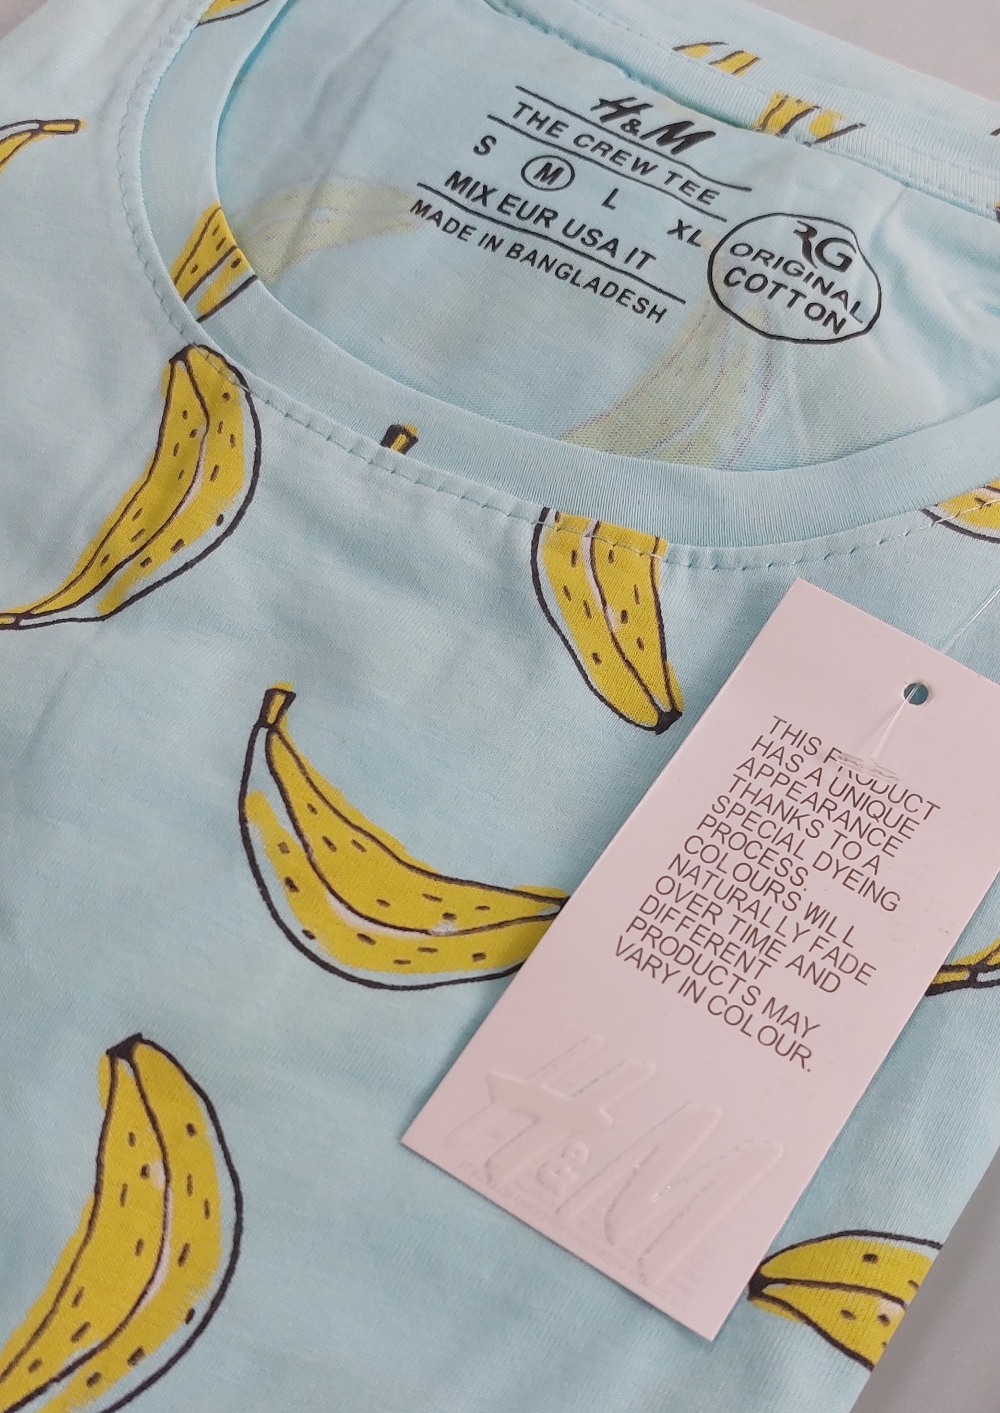 H&M
THE CREW TEE
S M L XL
MIX EUR USA IT
MADE IN BANGLADESH
RG
ORIGINAL
COTTON
THIS PRODUCT
HAS A UNIQUE
APPEARANCE
THANKS TO A
SPECIAL DYEING
PROCESS.
COLOURS WILL
NATURALLY FADE
OVER TIME AND
DIFFERENT
PRODUCTS MAY
VARY IN COLOUR.
H&M